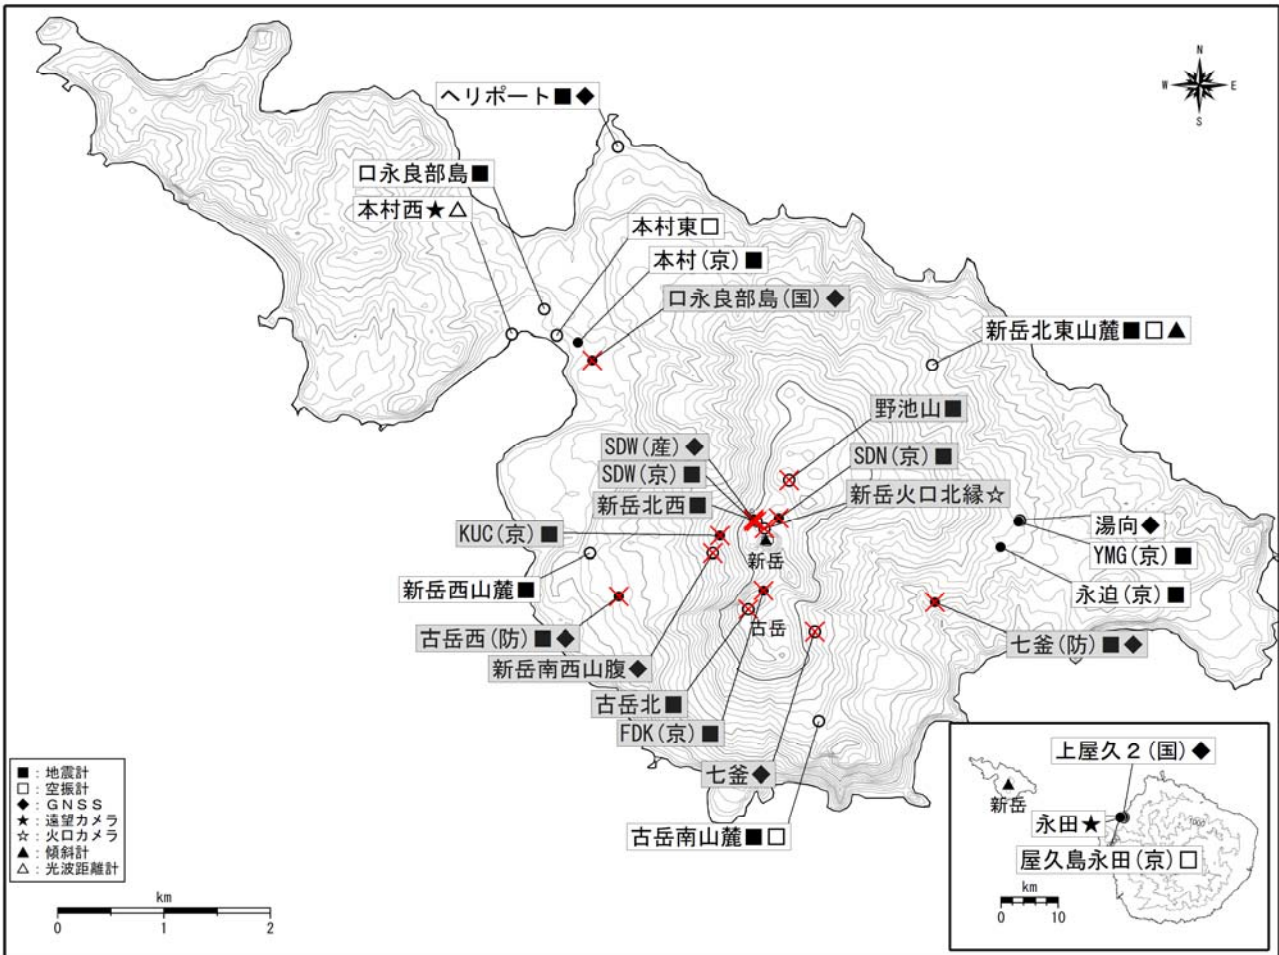 N
W E
S
ヘリポート■◆
口永良部島■
本村西★△
本村東□
本村(京)■
口永良部島(国)◆
新岳北東山麓■□▲
野池山■
SDW(産)◆
SDW(京)■
SDN(京)■
新岳北西■
新岳火口北縁☆
KUC(京)■
湯向◆
YMG(京)■
新岳
新岳西山麓■
永迫(京)■
古岳西(防)■◆
古岳
七釜(防)■◆
新岳南西山腹◆
古岳北■
FDK(京)■
七釜◆
古岳南山麓■□
■:地震計
□:空振計
◆:GNSS
★:遠望カメラ
☆:火口カメラ
▲:傾斜計
△:光波距離計
km
0 1 2
上屋久2(国)◆
新岳
永田★
1000
屋久島永田(京)□
km
0 10